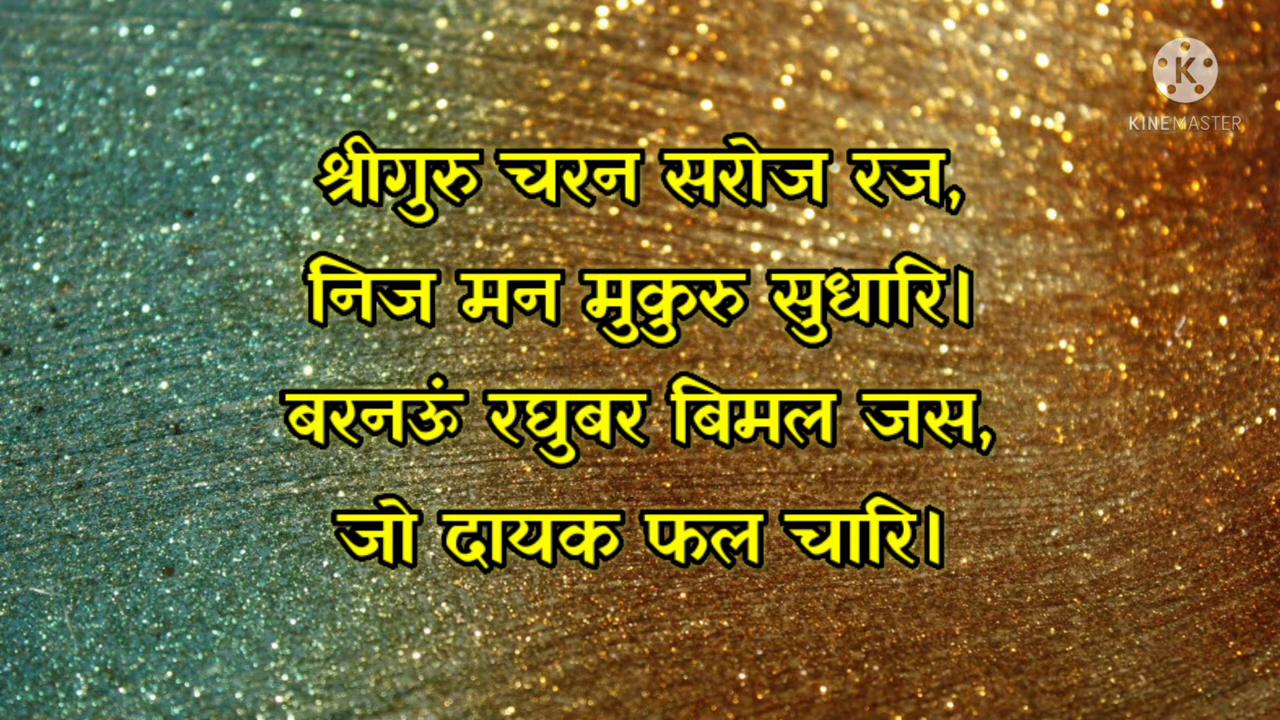 KINEMASTER
श्रीगुरु चरन सरोज रज,
निज मन मुकुरु सुधारि।
बरनऊं रघुबर बिमल जस,
जो दायक फल चारि।